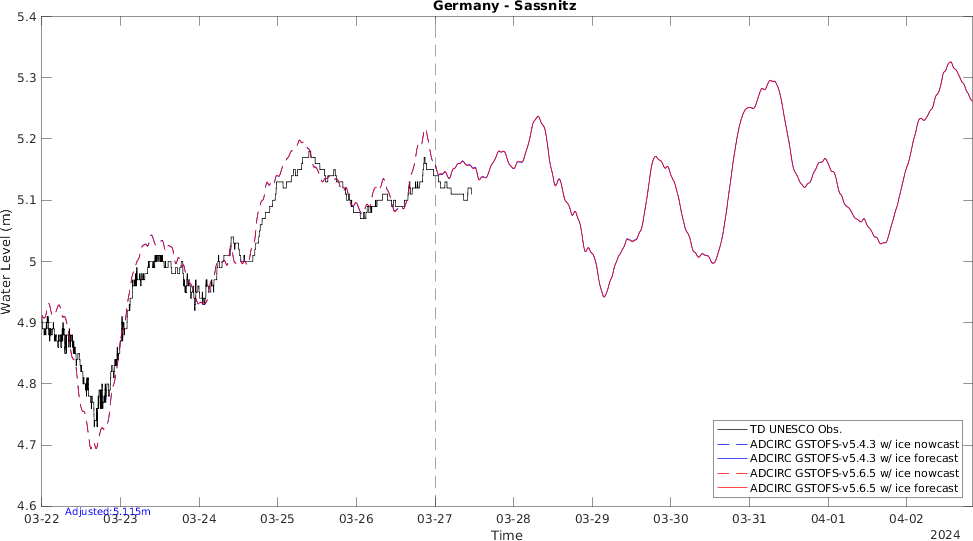 Germany - Sassnitz
5.4
5.3
5.2
5.1
5
4.9
4.8
4.7
4.6
Water Level (m)
TD UNESCO Obs.
ADCIRC GSTOFS-v5.4.3 w/ ice nowcast
ADCIRC GSTOFS-v5.4.3 w/ ice forecast
ADCIRC GSTOFS-v5.6.5 w/ ice nowcast
ADCIRC GSTOFS-v5.6.5 w/ ice forecast
Adjusted:5.115m
03-22 03-23 03-24 03-25 03-26 03-27 03-28 03-29 03-30 03-31 04-01 04-02
Time
2024